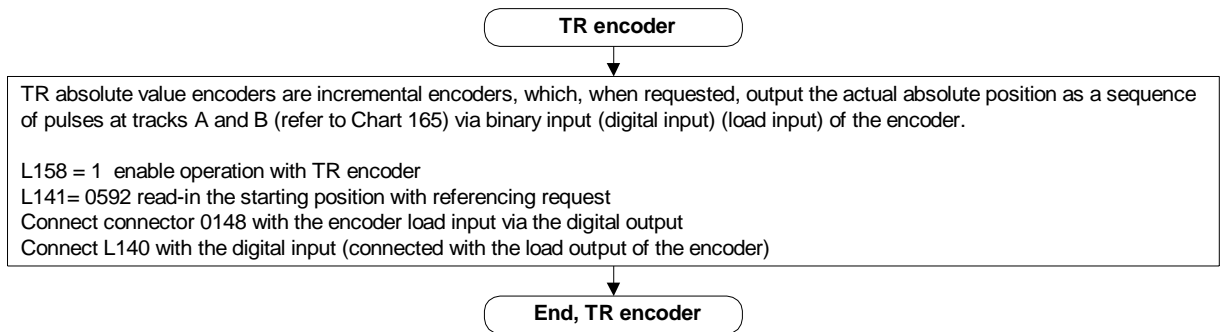 TR encoder
TR absolute value encoders are incremental encoders, which, when requested, output the actual absolute position as a sequence
of pulses at tracks A and B (refer to Chart 165) via binary input (digital input) (load input) of the encoder.
L158 = 1  enable operation with TR encoder
L141= 0592 read-in the starting position with referencing request
Connect connector 0148 with the encoder load input via the digital output
Connect L140 with the digital input (connected with the load output of the encoder)
End, TR encoder